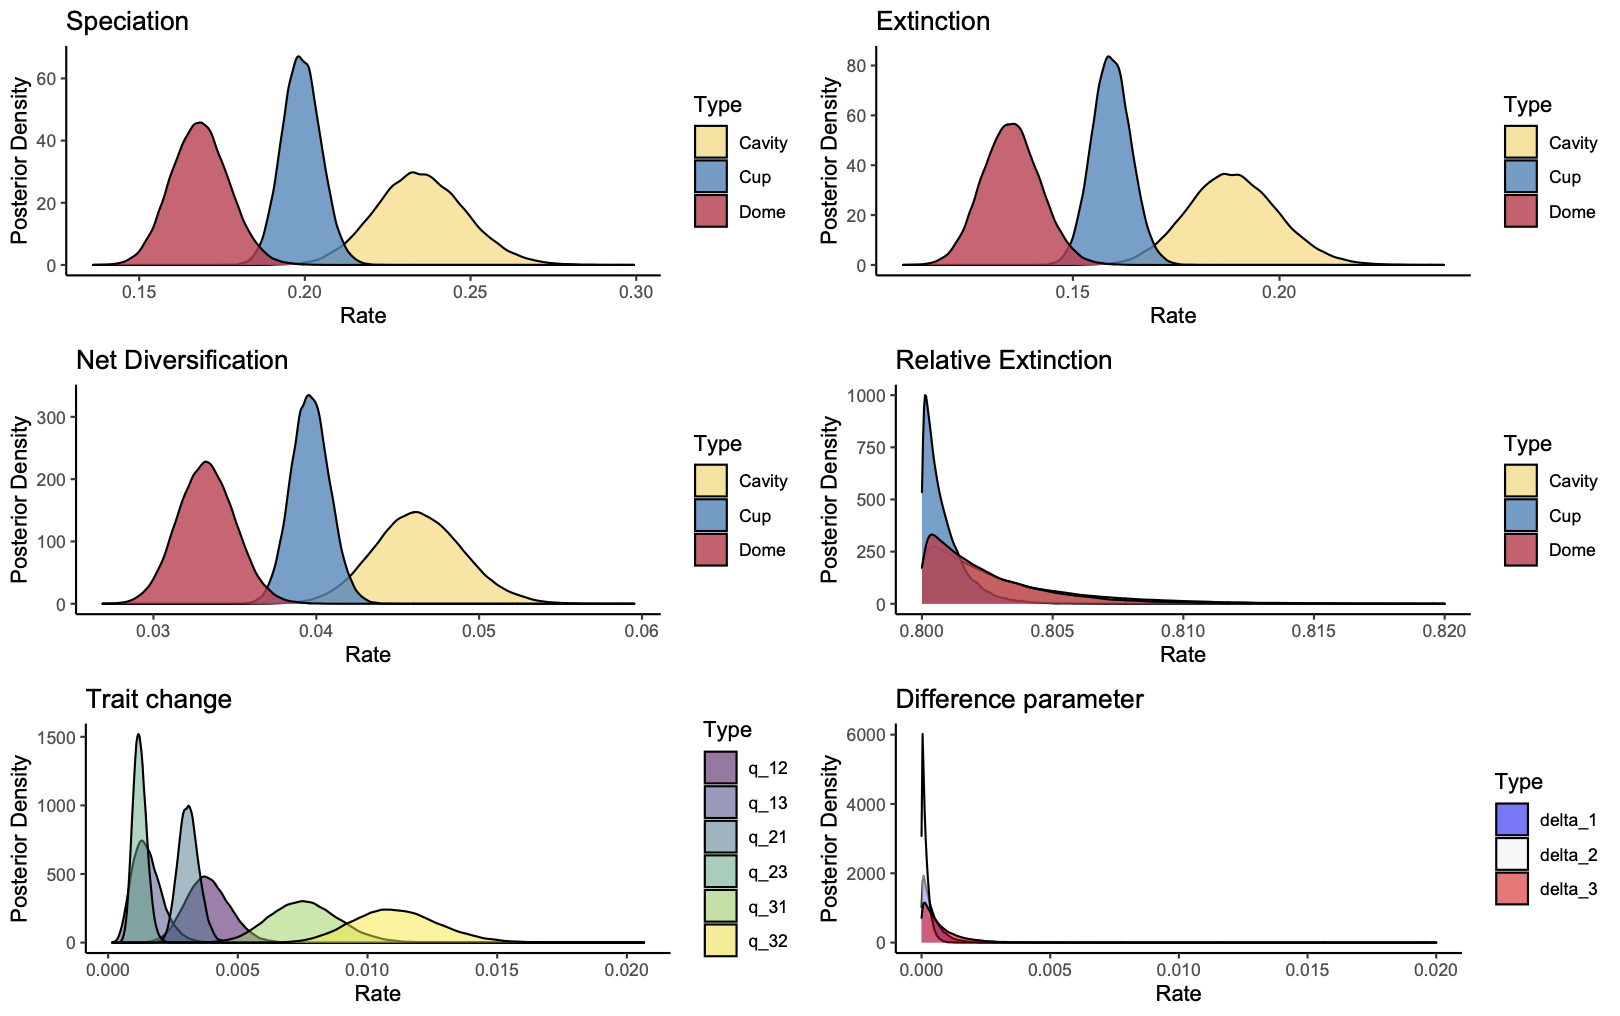 Speciation
Posterior Density
60
40
20
0
0.15 0.20 0.25 0.30
Rate
Type
Cavity
Cup
Dome
Extinction
Posterior Density
80
60
40
20
0
0.15 0.20
Rate
Type
Cavity
Cup
Dome
Net Diversification
Posterior Density
300
200
100
0
0.03 0.04 0.05 0.06
Rate
Type
Cavity
Cup
Dome
Relative Extinction
Posterior Density
1000
750
500
250
0
0.800 0.805 0.810 0.815 0.820
Rate
Type
Cavity
Cup
Dome
Trait change
Posterior Density
1500
1000
500
0
0.000 0.005 0.010 0.015 0.020
Rate
Type
q_12
q_13
q_21
q_23
q_31
q_32
Difference parameter
Posterior Density
6000
4000
2000
0
0.000 0.005 0.010 0.015 0.020
Rate
Type
delta_1
delta_2
delta_3